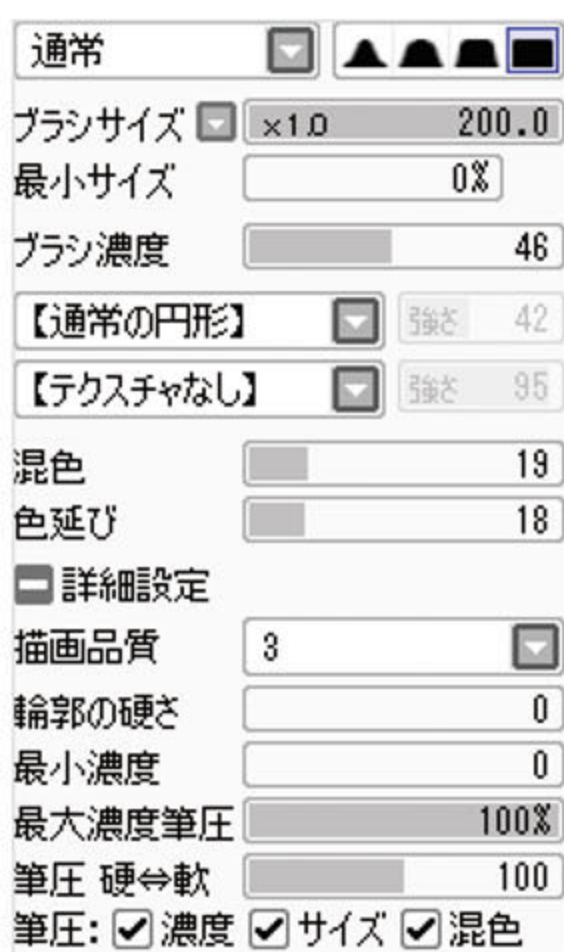 通常
ブラシサイズ ×1.0 200.0
最小サイズ 0%
ブラシ濃度 46
【通常の円形】 強さ 42
【テクスチャなし】 強さ 95
混色 19
色延び 18
詳細設定
描画品質 3
輪郭の硬さ 0
最小濃度 0
最大濃度筆圧 100%
筆圧 硬⇔軟 100
筆圧: 濃度 サイズ 混色